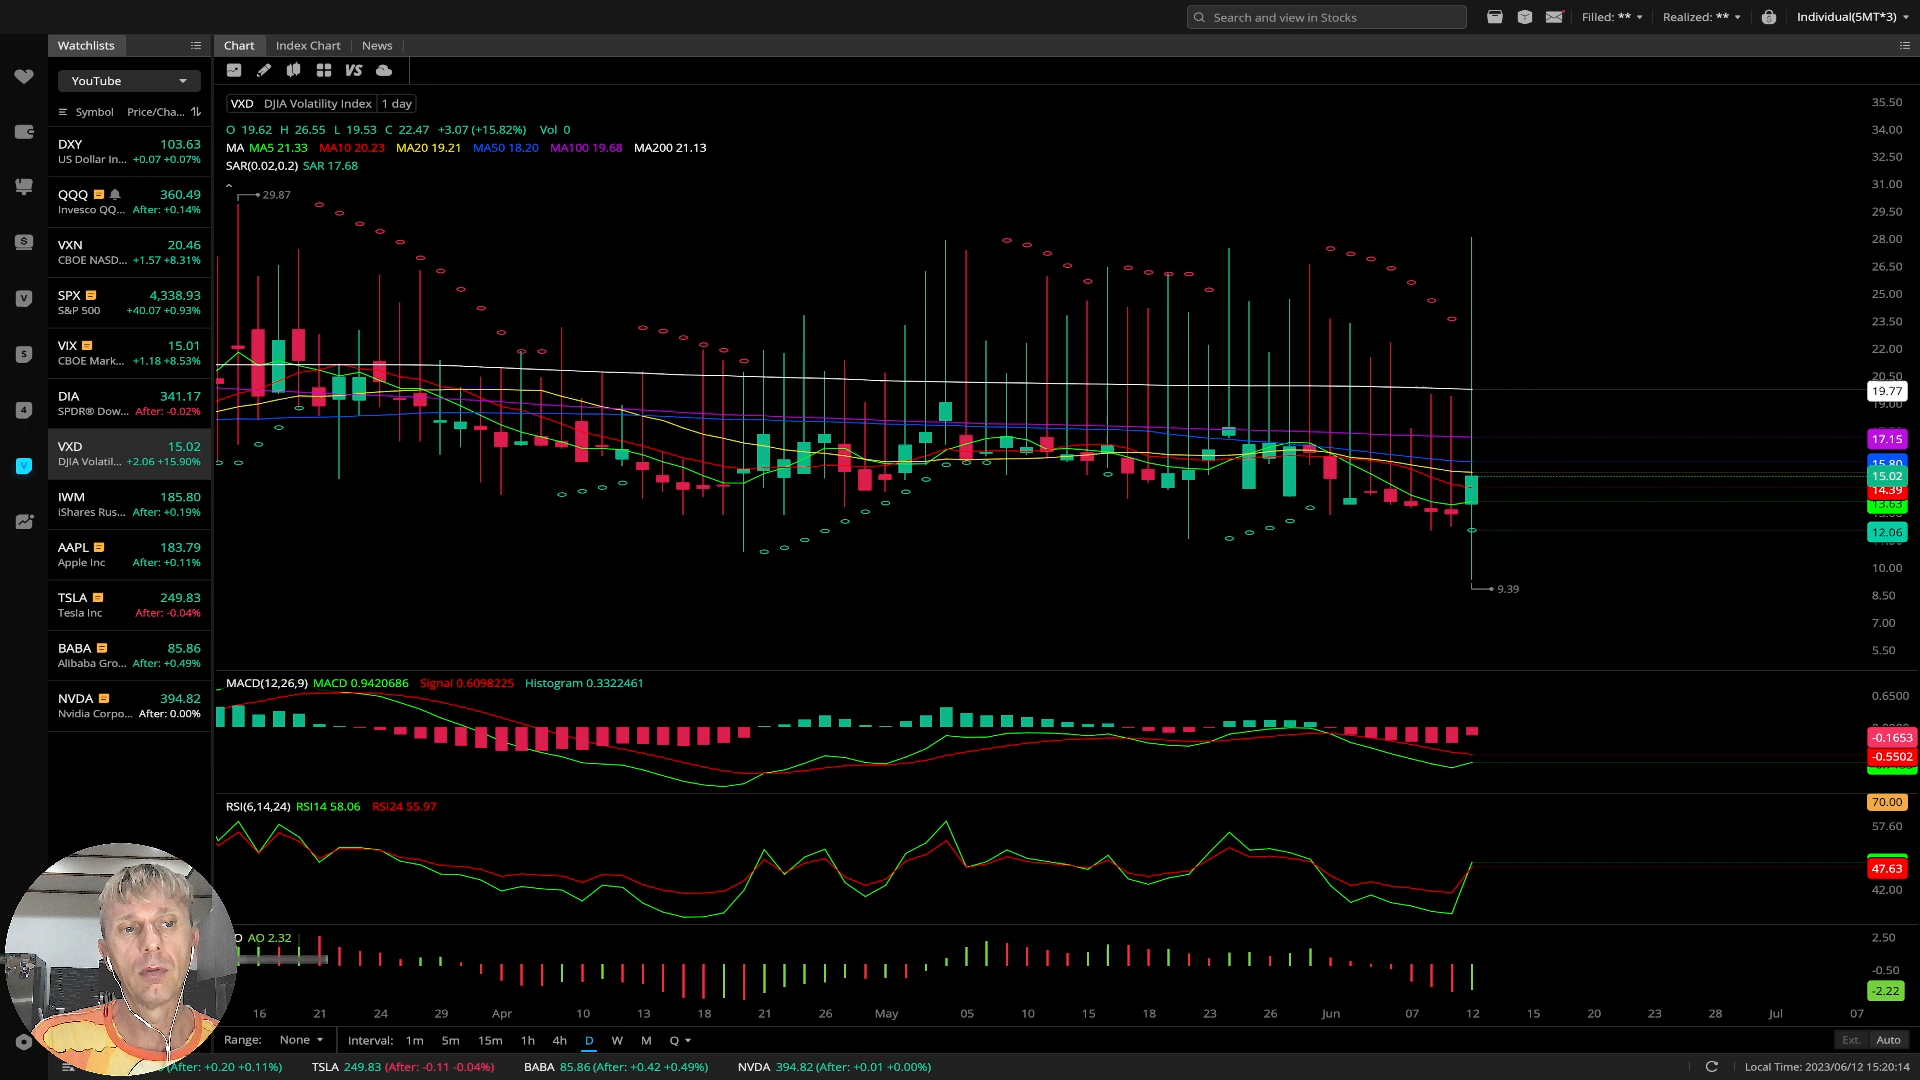 Search and view in Stocks
Filled: **
Realized: **
Individual(5MT*3)
Watchlists
Chart
Index Chart
News
YouTube
VS
Symbol Price/Cha...
DXY 103.63
US Dollar In... +0.07 +0.07%
QQQ 360.49
Invesco QQ... After: +0.14%
VXN 20.46
CBOE NASD... +1.57 +8.31%
SPX 4,338.93
S&P 500 +40.07 +0.93%
VIX 15.01
CBOE Mark... +1.18 +8.53%
DIA 341.17
SPDR® Dow... After: -0.02%
VXD 15.02
DJIA Volatil... +2.06 +15.90%
IWM 185.80
iShares Rus... After: +0.19%
AAPL 183.79
Apple Inc After: +0.11%
TSLA 249.83
Tesla Inc After: -0.04%
BABA 85.86
Alibaba Gro... After: +0.49%
NVDA 394.82
Nvidia Corpo... After: 0.00%
VXD DJIA Volatility Index 1 day
O 19.62 H 26.55 L 19.53 C 22.47 +3.07 (+15.82%) Vol 0
MA MA5 21.33 MA10 20.23 MA20 19.21 MA50 18.20 MA100 19.68 MA200 21.13
SAR(0.02,0.2) SAR 17.68
29.87
9.39
35.50
34.00
32.50
31.00
29.50
28.00
26.50
25.00
23.50
22.00
20.50
19.77
19.00
17.15
15.80
15.02
14.39
12.06
10.00
8.50
7.00
5.50
MACD(12,26,9) MACD 0.9420686 Signal 0.6098225 Histogram 0.3322461
0.6500
-0.1653
-0.5502
RSI(6,14,24) RSI14 58.06 RSI24 55.97
70.00
57.60
47.63
42.00
AO 2.32
2.50
-0.50
-2.22
16 21 24 29 Apr 10 13 18 21 26 May 05 10 15 18 23 26 Jun 07 12 15 20 23 28 Jul 07
Range: None Interval: 1m 5m 15m 1h 4h D W M Q
Ext. Auto
(After: +0.20 +0.11%) TSLA 249.83 (After: -0.11 -0.04%) BABA 85.86 (After: +0.42 +0.49%) NVDA 394.82 (After: +0.01 +0.00%)
Local Time: 2023/06/12 15:20:14